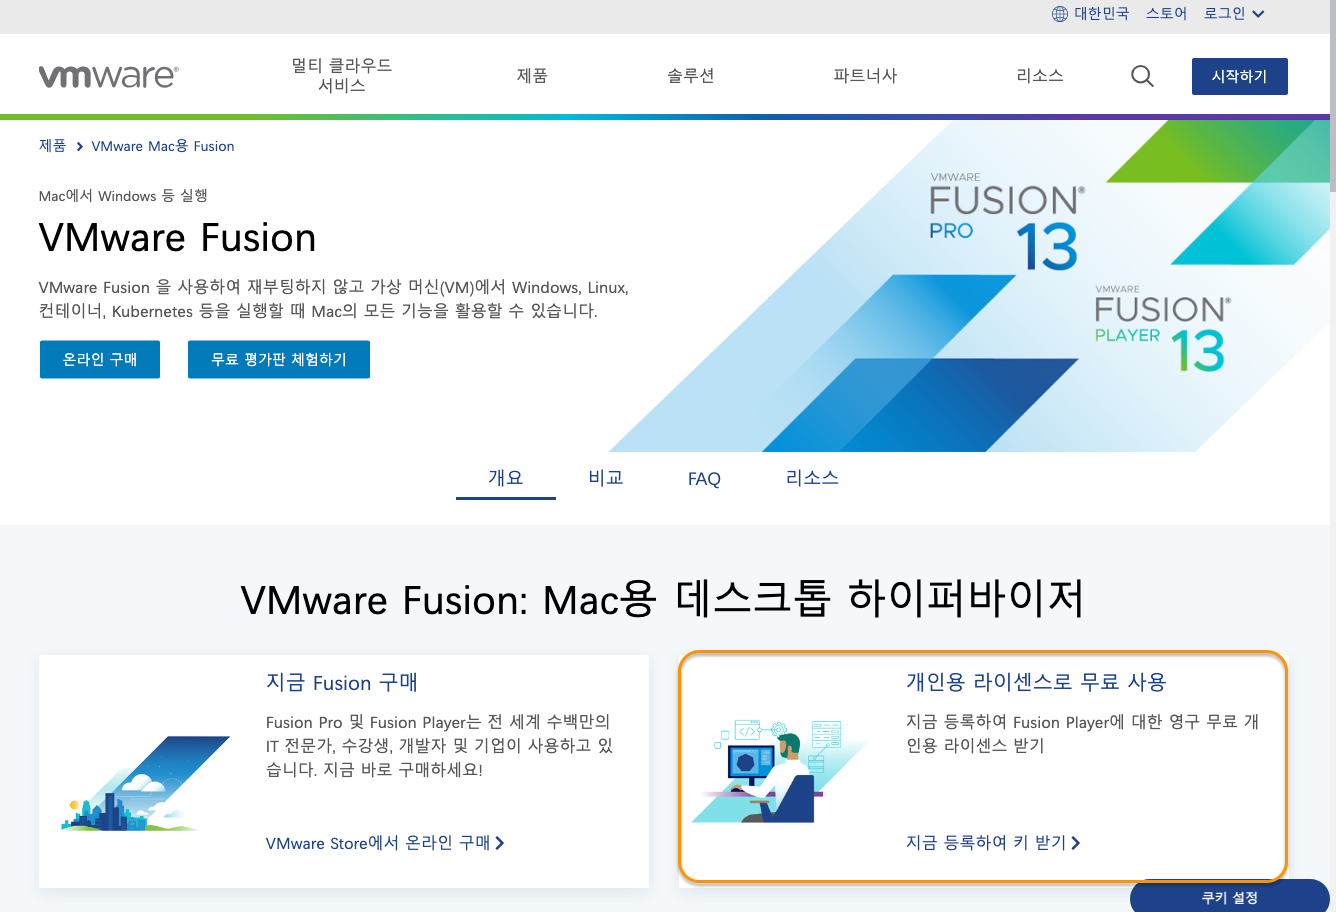 대한민국 스토어 로그인
vmware®
멀티 클라우드
서비스
제품 솔루션 파트너사 리소스 시작하기
제품 > VMware Mac용 Fusion
Mac에서 Windows 등 실행
VMware Fusion
VMware Fusion 을 사용하여 재부팅하지 않고 가상 머신(VM)에서 Windows, Linux,
컨테이너, Kubernetes 등을 실행할 때 Mac의 모든 기능을 활용할 수 있습니다.
온라인 구매 무료 평가판 체험하기
VMWARE
FUSION®
PRO 13
VMWARE
FUSION®
PLAYER 13
개요 비교 FAQ 리소스
VMware Fusion: Mac용 데스크톱 하이퍼바이저
지금 Fusion 구매
Fusion Pro 및 Fusion Player는 전 세계 수백만의
IT 전문가, 수강생, 개발자 및 기업이 사용하고 있
습니다. 지금 바로 구매하세요!
VMware Store에서 온라인 구매 >
개인용 라이센스로 무료 사용
지금 등록하여 Fusion Player에 대한 영구 무료 개
인용 라이센스 받기
지금 등록하여 키 받기 >
쿠키 설정